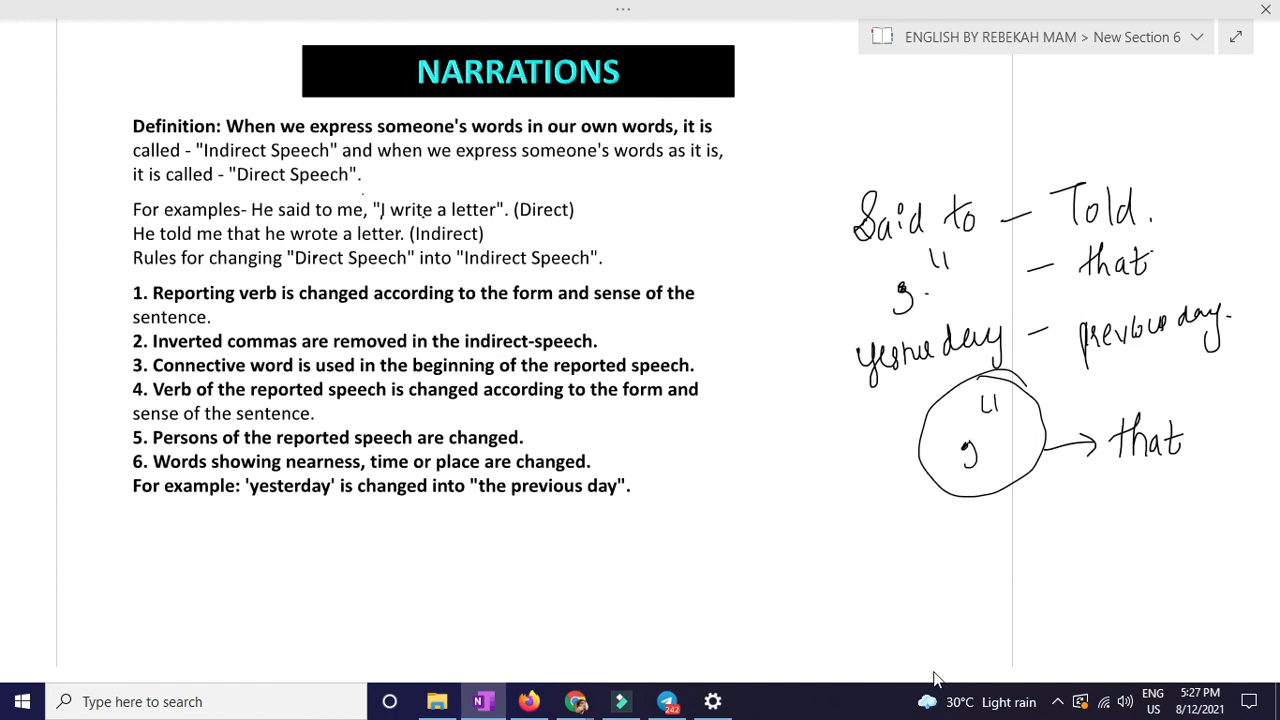 ENGLISH BY REBEKAH MAM > New Section 6
NARRATIONS
Definition: When we express someone's words in our own words, it is
called - "Indirect Speech" and when we express someone's words as it is,
it is called - "Direct Speech".
For examples- He said to me, "I write a letter". (Direct)
He told me that he wrote a letter. (Indirect)
Rules for changing "Direct Speech" into "Indirect Speech".
1. Reporting verb is changed according to the form and sense of the
sentence.
2. Inverted commas are removed in the indirect-speech.
3. Connective word is used in the beginning of the reported speech.
4. Verb of the reported speech is changed according to the form and
sense of the sentence.
5. Persons of the reported speech are changed.
6. Words showing nearness, time or place are changed.
For example: 'yesterday' is changed into "the previous day".
Said to – Told.
" – that
yesterday – previous day.
" → that
Type here to search
242
30°C Light rain
ENG
US
5:27 PM
8/12/2021